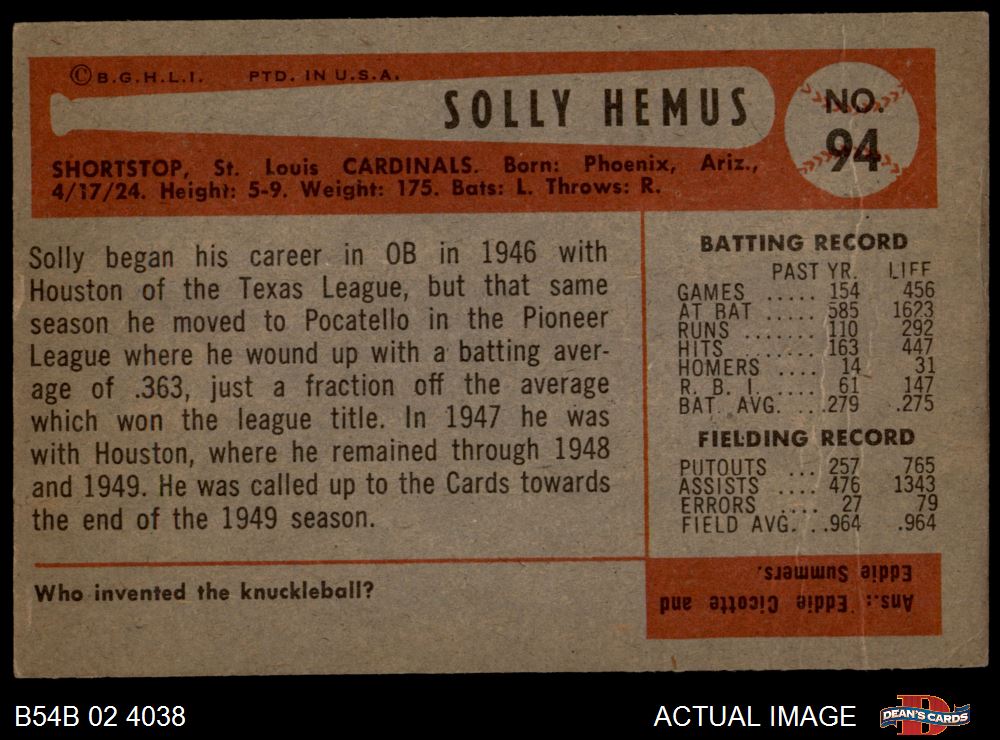 © B.G.H.L.I. PTD. IN U.S.A.
SOLLY HEMUS
NO.
94
SHORTSTOP, St. Louis CARDINALS. Born: Phoenix, Ariz.,
4/17/24. Height: 5-9. Weight: 175. Bats: L. Throws: R.
Solly began his career in OB in 1946 with
Houston of the Texas League, but that same
season he moved to Pocatello in the Pioneer
League where he wound up with a batting aver-
age of .363, just a fraction off the average
which won the league title. In 1947 he was
with Houston, where he remained through 1948
and 1949. He was called up to the Cards towards
the end of the 1949 season.
BATTING RECORD
PAST YR. LIFE
GAMES ..... 154 456
AT BAT ..... 585 1623
RUNS ....... 110 292
HITS ....... 163 447
HOMERS .... 14 31
R. B. I. .... 61 147
BAT. AVG. .. .279 .275
FIELDING RECORD
PUTOUTS ... 257 765
ASSISTS .... 476 1343
ERRORS .... 27 79
FIELD AVG. . .964 .964
Who invented the knuckleball?
Ans.: Eddie Cicotte and
Eddie Summers.
B54B 02 4038
ACTUAL IMAGE
DEAN'S CARDS